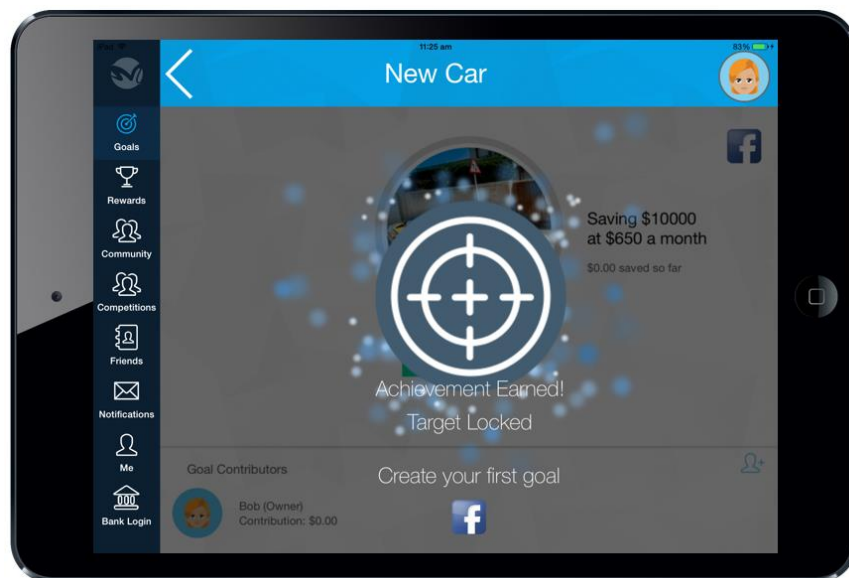 iPad
11:25 am
83%
New Car
Goals
Rewards
Community
Competitions
Friends
Notifications
Me
Bank Login
Saving $10000
at $650 a month
$0.00 saved so far
Achievement Earned!
Target Locked
Create your first goal
Goal Contributors
Bob (Owner)
Contribution: $0.00